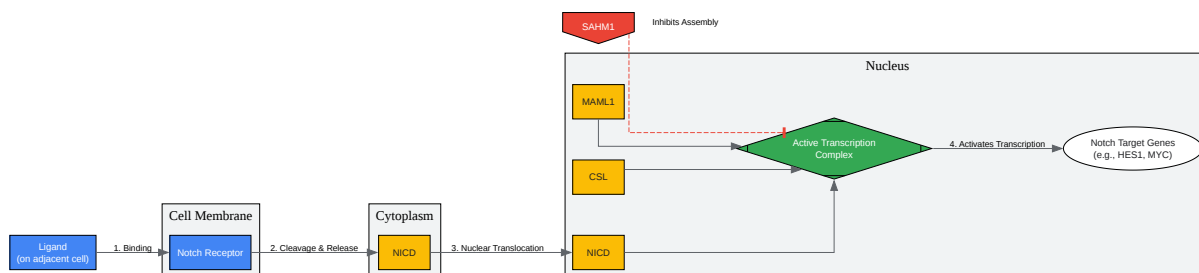 SAHM1
Inhibits Assembly
Nucleus
MAML1
Active Transcription
Complex
4. Activates Transcription
Notch Target Genes
(e.g., HES1, MYC)
CSL
Cell Membrane
Cytoplasm
Ligand
(on adjacent cell)
1. Binding
Notch Receptor
2. Cleavage & Release
NICD
3. Nuclear Translocation
NICD